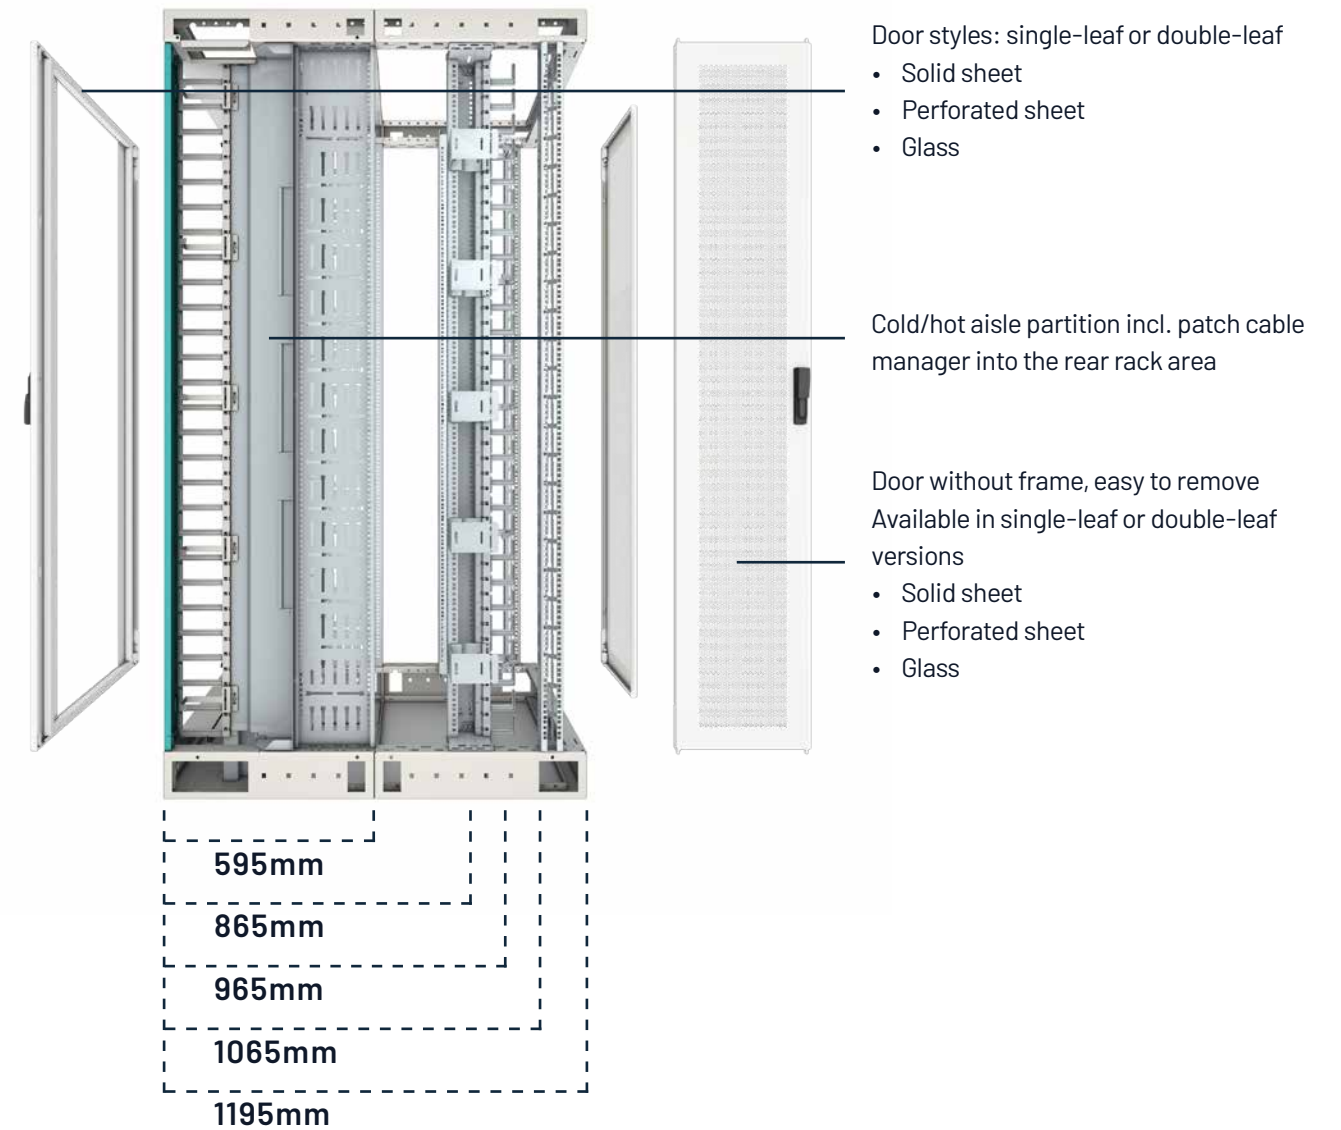 Door styles: single-leaf or double-leaf
• Solid sheet
• Perforated sheet
• Glass
Cold/hot aisle partition incl. patch cable
manager into the rear rack area
Door without frame, easy to remove
Available in single-leaf or double-leaf
versions
• Solid sheet
• Perforated sheet
• Glass
595mm
865mm
965mm
1065mm
1195mm